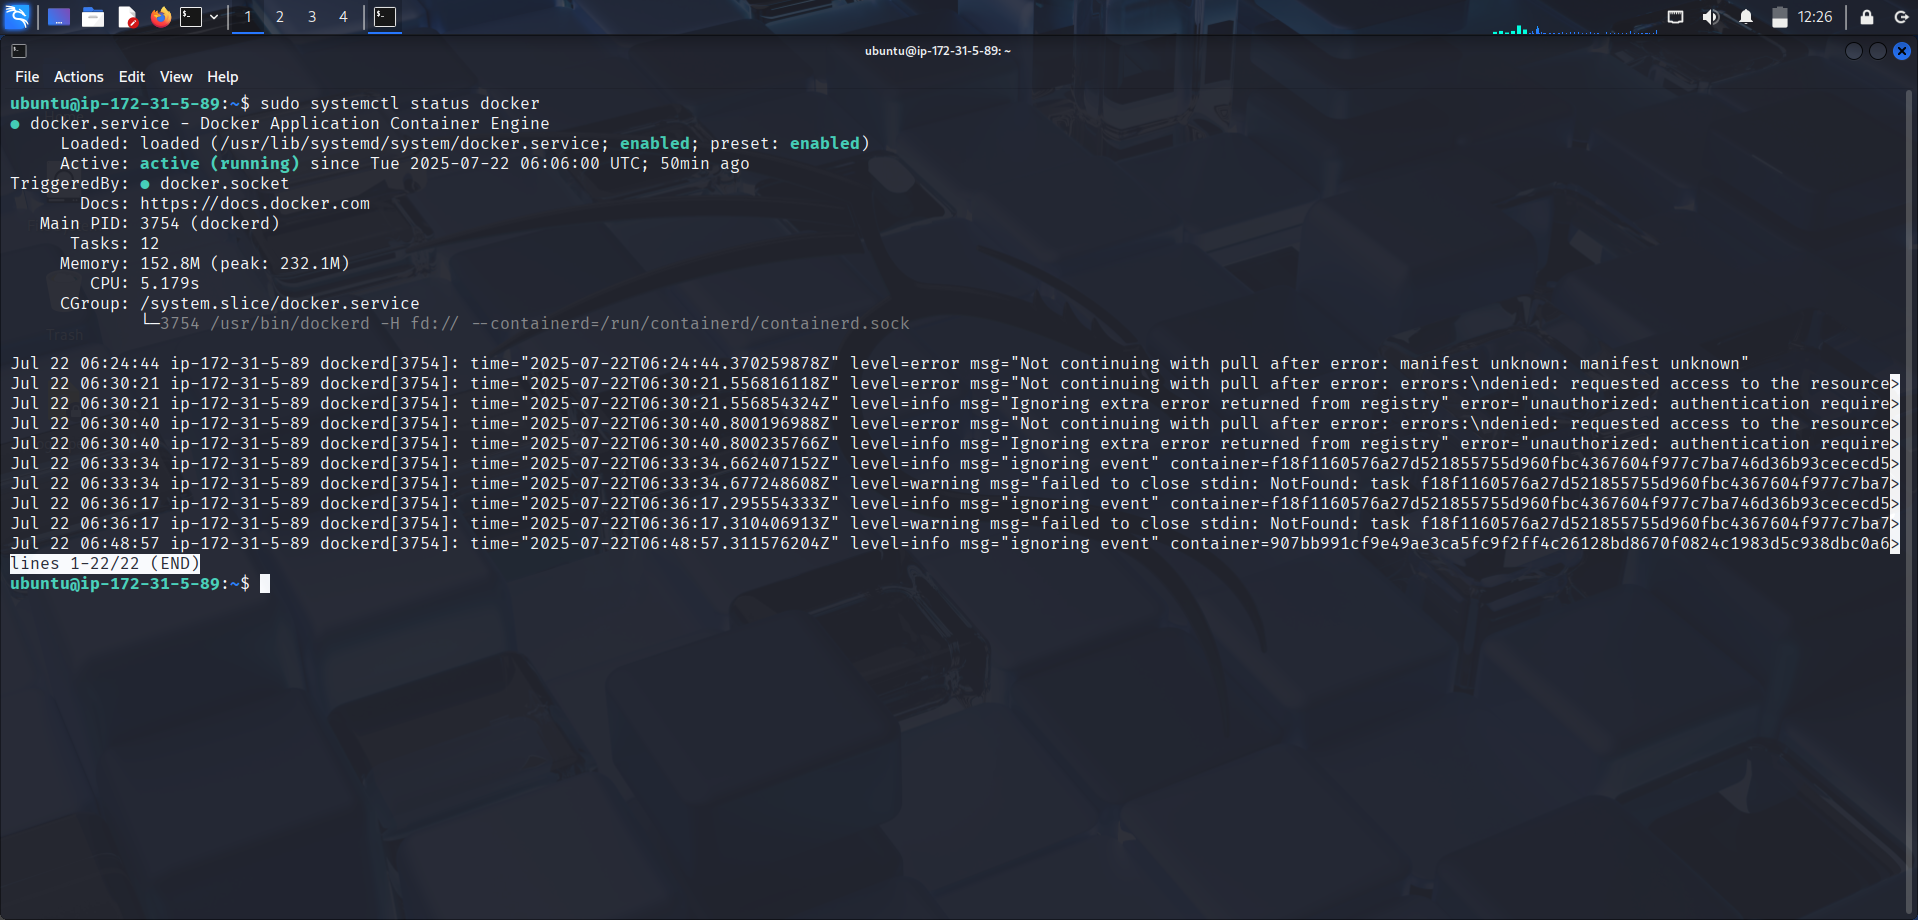 1 2 3 4 12:26
ubuntu@ip-172-31-5-89: ~
File Actions Edit View Help
ubuntu@ip-172-31-5-89:~$ sudo systemctl status docker
● docker.service - Docker Application Container Engine
Loaded: loaded (/usr/lib/systemd/system/docker.service; enabled; preset: enabled)
Active: active (running) since Tue 2025-07-22 06:06:00 UTC; 50min ago
TriggeredBy: ● docker.socket
Docs: https://docs.docker.com
Main PID: 3754 (dockerd)
Tasks: 12
Memory: 152.8M (peak: 232.1M)
CPU: 5.179s
CGroup: /system.slice/docker.service
└─3754 /usr/bin/dockerd -H fd:// --containerd=/run/containerd/containerd.sock
Trash
Jul 22 06:24:44 ip-172-31-5-89 dockerd[3754]: time="2025-07-22T06:24:44.370259878Z" level=error msg="Not continuing with pull after error: manifest unknown: manifest unknown"
Jul 22 06:30:21 ip-172-31-5-89 dockerd[3754]: time="2025-07-22T06:30:21.556816118Z" level=error msg="Not continuing with pull after error: errors:\ndenied: requested access to the resource>
Jul 22 06:30:21 ip-172-31-5-89 dockerd[3754]: time="2025-07-22T06:30:21.556854324Z" level=info msg="Ignoring extra error returned from registry" error="unauthorized: authentication require>
Jul 22 06:30:40 ip-172-31-5-89 dockerd[3754]: time="2025-07-22T06:30:40.800196988Z" level=error msg="Not continuing with pull after error: errors:\ndenied: requested access to the resource>
Jul 22 06:30:40 ip-172-31-5-89 dockerd[3754]: time="2025-07-22T06:30:40.800235766Z" level=info msg="Ignoring extra error returned from registry" error="unauthorized: authentication require>
Jul 22 06:33:34 ip-172-31-5-89 dockerd[3754]: time="2025-07-22T06:33:34.662407152Z" level=info msg="ignoring event" container=f18f1160576a27d521855755d960fbc4367604f977c7ba746d36b93cececd5>
Jul 22 06:33:34 ip-172-31-5-89 dockerd[3754]: time="2025-07-22T06:33:34.677248608Z" level=warning msg="failed to close stdin: NotFound: task f18f1160576a27d521855755d960fbc4367604f977c7ba7>
Jul 22 06:36:17 ip-172-31-5-89 dockerd[3754]: time="2025-07-22T06:36:17.295554333Z" level=info msg="ignoring event" container=f18f1160576a27d521855755d960fbc4367604f977c7ba746d36b93cececd5>
Jul 22 06:36:17 ip-172-31-5-89 dockerd[3754]: time="2025-07-22T06:36:17.310406913Z" level=warning msg="failed to close stdin: NotFound: task f18f1160576a27d521855755d960fbc4367604f977c7ba7>
Jul 22 06:48:57 ip-172-31-5-89 dockerd[3754]: time="2025-07-22T06:48:57.311576204Z" level=info msg="ignoring event" container=907bb991cf9e49ae3ca5fc9f2ff4c26128bd8670f0824c1983d5c938dbc0a6>
lines 1-22/22 (END)
ubuntu@ip-172-31-5-89:~$